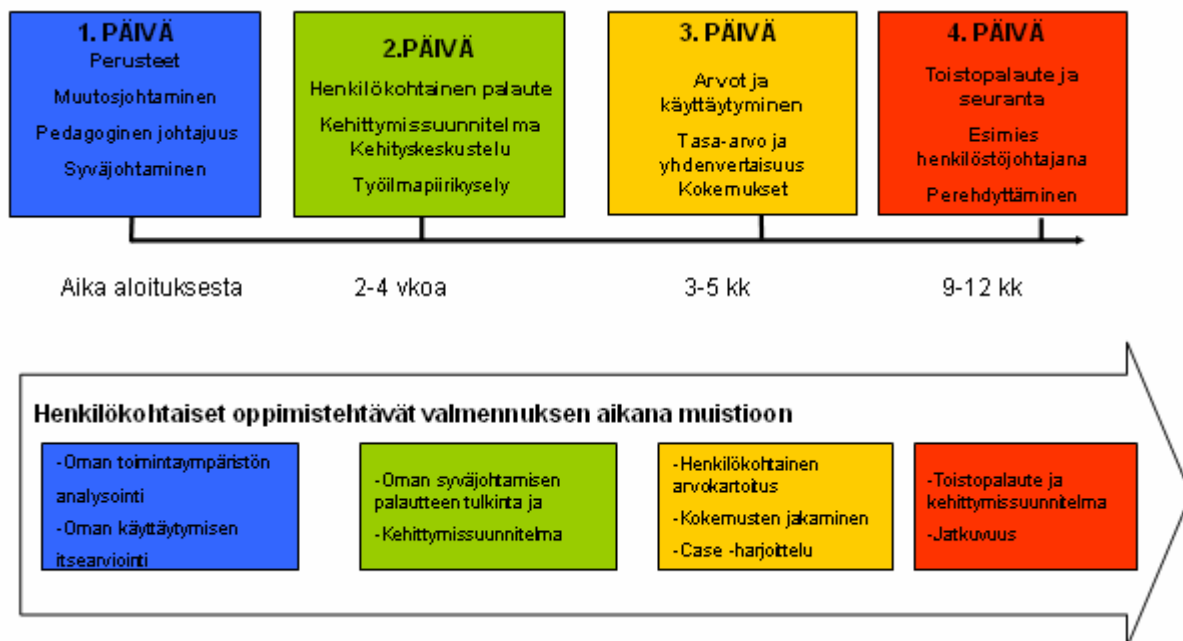 1. PÄIVÄ
Perusteet
Muutosjohtaminen
Pedagoginen johtajuus
Syväjohtaminen
2.PÄIVÄ
Henkilökohtainen palaute
Kehittymissuunnitelma
Kehityskeskustelu
Työilmapiirikysely
3. PÄIVÄ
Arvot ja
käyttäytyminen
Tasa-arvo ja
yhdenvertaisuus
Kokemukset
4. PÄIVÄ
Toistopalaute ja
seuranta
Esimies
henkilöstöjohtajana
Perehdyttäminen
Aika aloituksesta
2-4 vkoa
3-5 kk
9-12 kk
Henkilökohtaiset oppimistehtävät valmennuksen aikana muistioon
-Oman toimintaympäristön
analysointi
-Oman käyttäytymisen
itsearviointi
-Oman syväjohtamisen
palautteen tulkinta ja
-Kehittymissuunnitelma
-Henkilökohtainen
arvokartoitus
-Kokemusten jakaminen
-Case -harjoittelu
-Toistopalaute ja
kehittymissuunnitelma
-Jatkuvuus